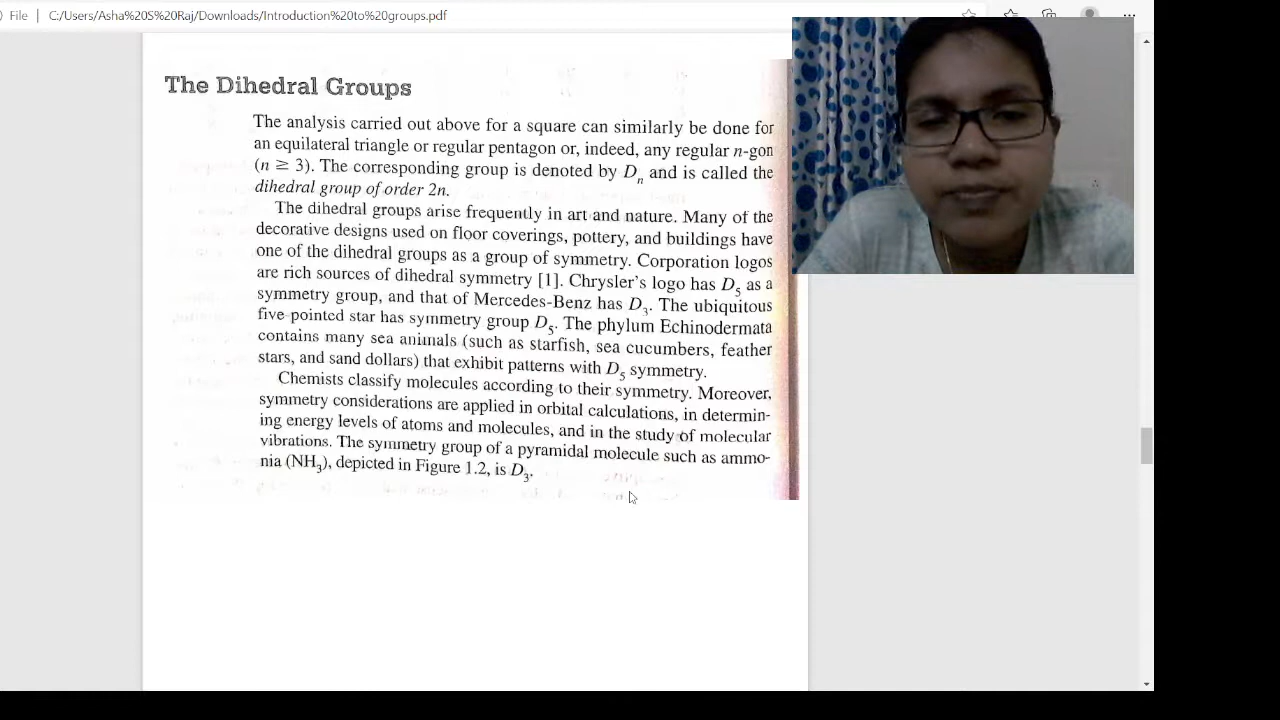 File | C:/Users/Asha%20S%20Raj/Downloads/Introduction%20to%20groups.pdf
The Dihedral Groups
The analysis carried out above for a square can similarly be done for
an equilateral triangle or regular pentagon or, indeed, any regular n-gon
(n ≥ 3). The corresponding group is denoted by Dₙ and is called the
dihedral group of order 2n.
The dihedral groups arise frequently in art and nature. Many of the
decorative designs used on floor coverings, pottery, and buildings have
one of the dihedral groups as a group of symmetry. Corporation logos
are rich sources of dihedral symmetry [1]. Chrysler's logo has D₅ as a
symmetry group, and that of Mercedes-Benz has D₃. The ubiquitous
five-pointed star has symmetry group D₅. The phylum Echinodermata
contains many sea animals (such as starfish, sea cucumbers, feather
stars, and sand dollars) that exhibit patterns with D₅ symmetry.
Chemists classify molecules according to their symmetry. Moreover,
symmetry considerations are applied in orbital calculations, in determin-
ing energy levels of atoms and molecules, and in the study of molecular
vibrations. The symmetry group of a pyramidal molecule such as ammo-
nia (NH₃), depicted in Figure 1.2, is D₃.